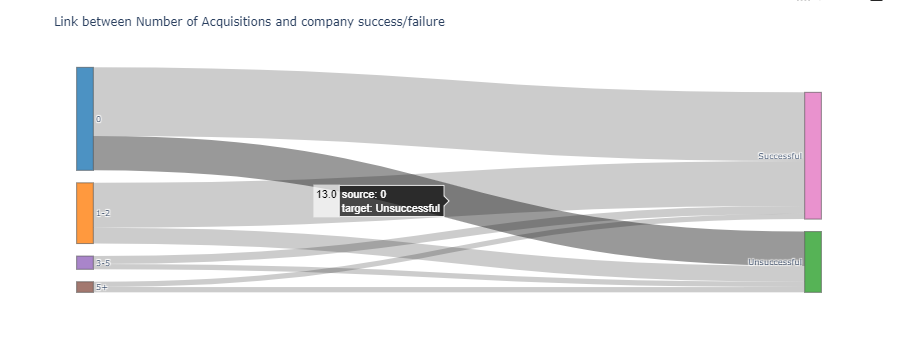 Link between Number of Acquisitions and company success/failure
0
Successful
13.0 source: 0
target: Unsuccessful
1-2
3-5
Unsuccessful
5+